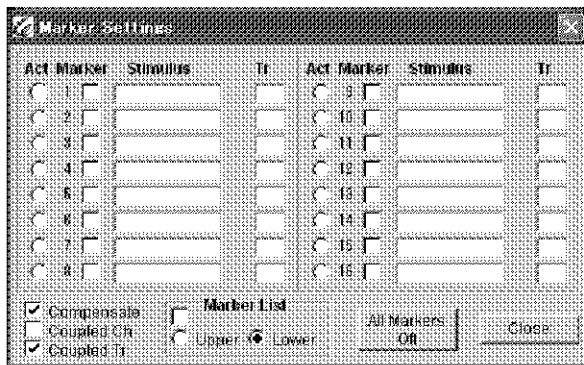 Marker Settings
Act Marker Stimulus Tr Act Marker Stimulus Tr
1 9
2 10
3 11
4 12
5 13
6 14
7 15
8 16
Compensate
Coupled Ch
Coupled Tr
Marker List
Upper Lower
All Markers
Off
Close